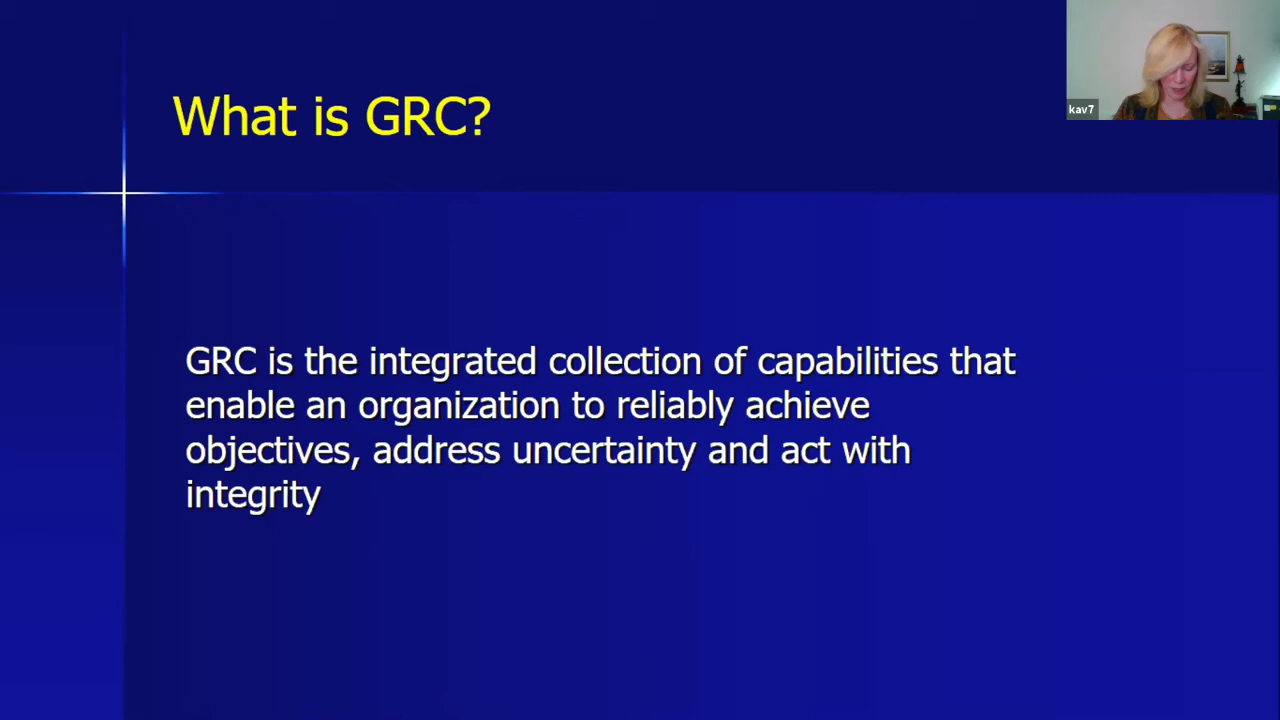 What is GRC?
kav7
GRC is the integrated collection of capabilities that
enable an organization to reliably achieve
objectives, address uncertainty and act with
integrity